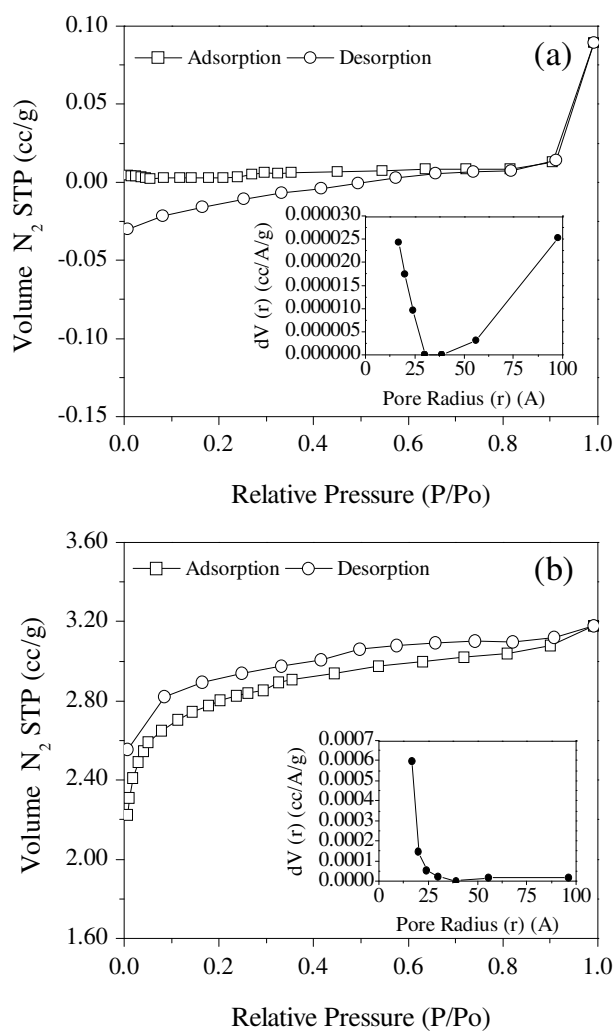 0.10
0.05
0.00
-0.05
-0.10
-0.15
Volume N₂ STP (cc/g)
Adsorption Desorption
(a)
0.000030
0.000025
0.000020
0.000015
0.000010
0.000005
0.000000
dV (r) (cc/A/g)
0 25 50 75 100
Pore Radius (r) (A)
0.0 0.2 0.4 0.6 0.8 1.0
Relative Pressure (P/Po)
3.60
3.20
2.80
2.40
2.00
1.60
Volume N₂ STP (cc/g)
Adsorption Desorption
(b)
0.0007
0.0006
0.0005
0.0004
0.0003
0.0002
0.0001
0.0000
dV (r) (cc/A/g)
0 25 50 75 100
Pore Radius (r) (A)
0.0 0.2 0.4 0.6 0.8 1.0
Relative Pressure (P/Po)